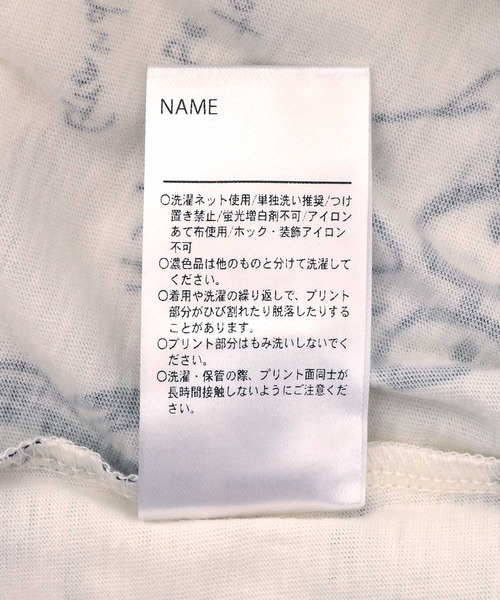 NAME
〇洗濯ネット使用/単独洗い推奨/つけ
置き禁止/蛍光増白剤不可/アイロン
あて布使用/ホック・装飾アイロン
不可
〇濃色品は他のものと分けて洗濯して
ください。
〇着用や洗濯の繰り返しで、プリント
部分がひび割れたり脱落したりする
ことがあります。
〇プリント部分はもみ洗いしないでく
ださい。
〇洗濯・保管の際、プリント面同士が
長時間接触しないようにご注意くだ
さい。